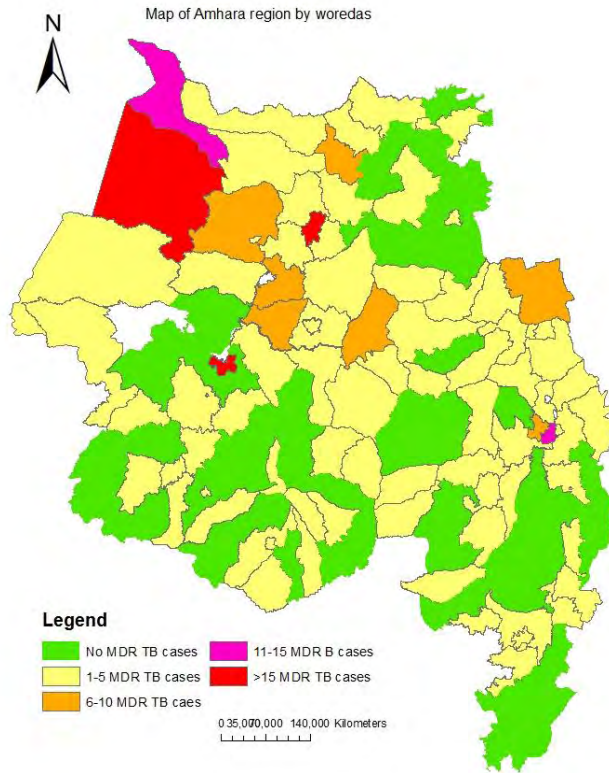 Map of Amhara region by woredas
N
Legend
No MDR TB cases
1-5 MDR TB cases
6-10 MDR TB caes
11-15 MDR B cases
>15 MDR TB cases
0 35,00070,000 140,000 Kilometers